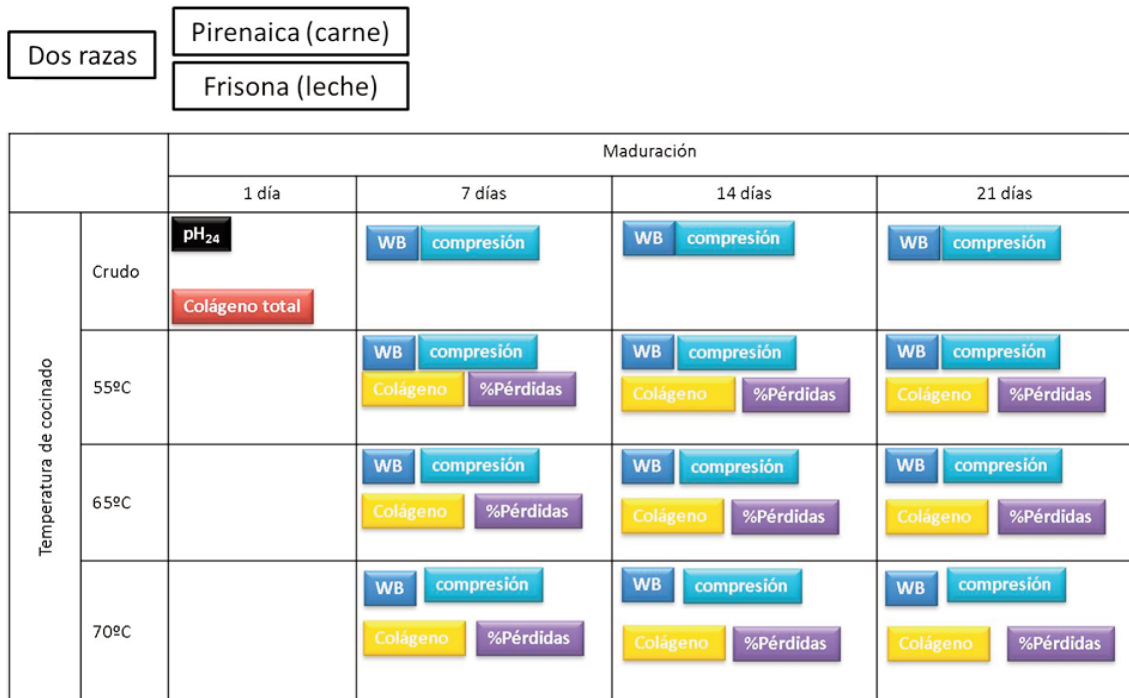 Dos razas
Pirenaica (carne)
Frisona (leche)
Maduración
1 día 7 días 14 días 21 días
Temperatura de cocinado
Crudo
pH24
Colágeno total
WB compresión WB compresión WB compresión
55ºC
WB compresión WB compresión WB compresión
Colágeno %Pérdidas Colágeno %Pérdidas Colágeno %Pérdidas
65ºC
WB compresión WB compresión WB compresión
Colágeno %Pérdidas Colágeno %Pérdidas Colágeno %Pérdidas
70ºC
WB compresión WB compresión WB compresión
Colágeno %Pérdidas Colágeno %Pérdidas Colágeno %Pérdidas